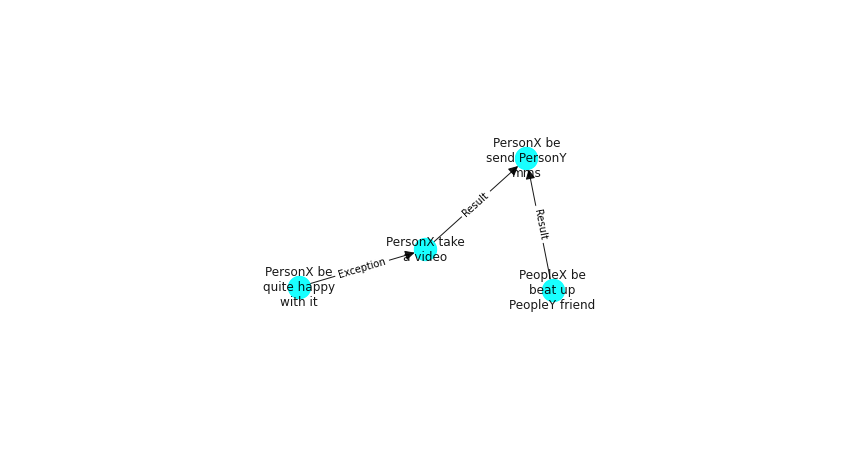 PersonX be
send PersonY
mms
Result
Result
PersonX take
a video
Exception
PersonX be
quite happy
with it
PeopleX be
beat up
PeopleY friend